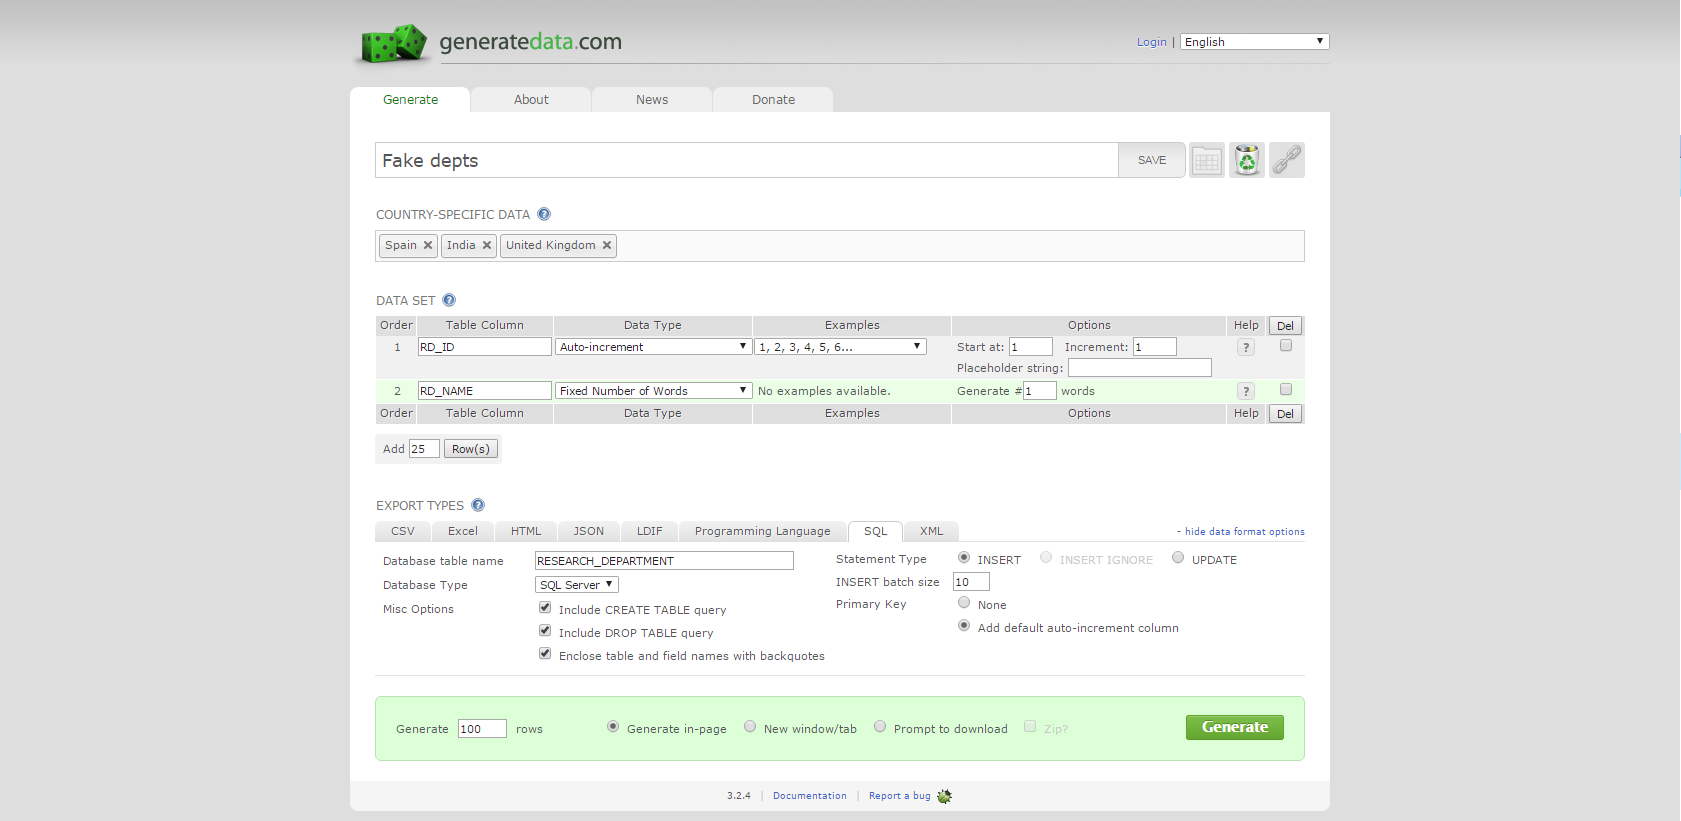 generatedata.com
Login | English
Generate About News Donate
Fake depts SAVE
COUNTRY-SPECIFIC DATA ?
Spain × India × United Kingdom ×
DATA SET ?
Order Table Column Data Type Examples Options Help Del
1 RD_ID Auto-increment 1, 2, 3, 4, 5, 6... Start at: 1 Increment: 1 ?
Placeholder string:
2 RD_NAME Fixed Number of Words No examples available. Generate # 1 words ?
Order Table Column Data Type Examples Options Help Del
Add 25 Row(s)
EXPORT TYPES ?
CSV Excel HTML JSON LDIF Programming Language SQL XML - hide data format options
Database table name RESEARCH_DEPARTMENT Statement Type INSERT INSERT IGNORE UPDATE
Database Type SQL Server INSERT batch size 10
Misc Options Include CREATE TABLE query Primary Key None
Include DROP TABLE query Add default auto-increment column
Enclose table and field names with backquotes
Generate 100 rows Generate in-page New window/tab Prompt to download Zip? Generate
3.2.4 | Documentation | Report a bug